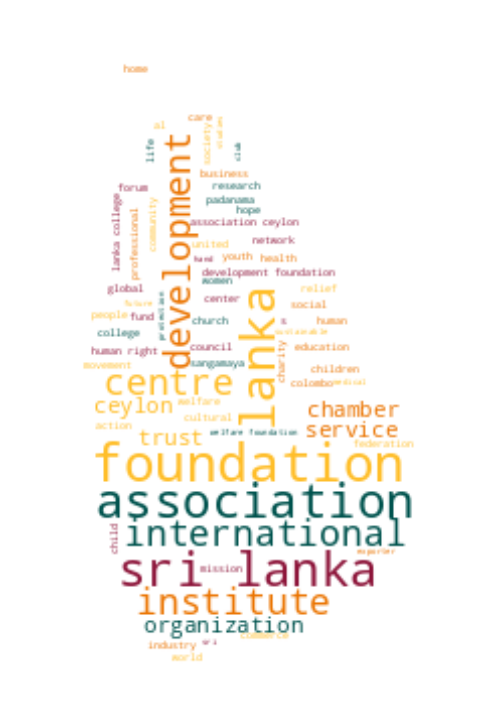 home
care
al
society
studies
life
club
development
business
forum
research
padanama
lanka college
professional
community
hope
association ceylon
united
network
hand
youth health
development foundation
women
global
relief
future
protection
center
social
people
fund
church
s
human
college
sustainable
lanka
charity
education
human right
council
sangamaya
movement
children
centre
colombo
medical
ceylon
welfare
chamber
cultural
action
trust
welfare foundation
service
federation
foundation
association
international
child
exporter
sri lanka
mission
institute
organization
commerce
industry
sri
world